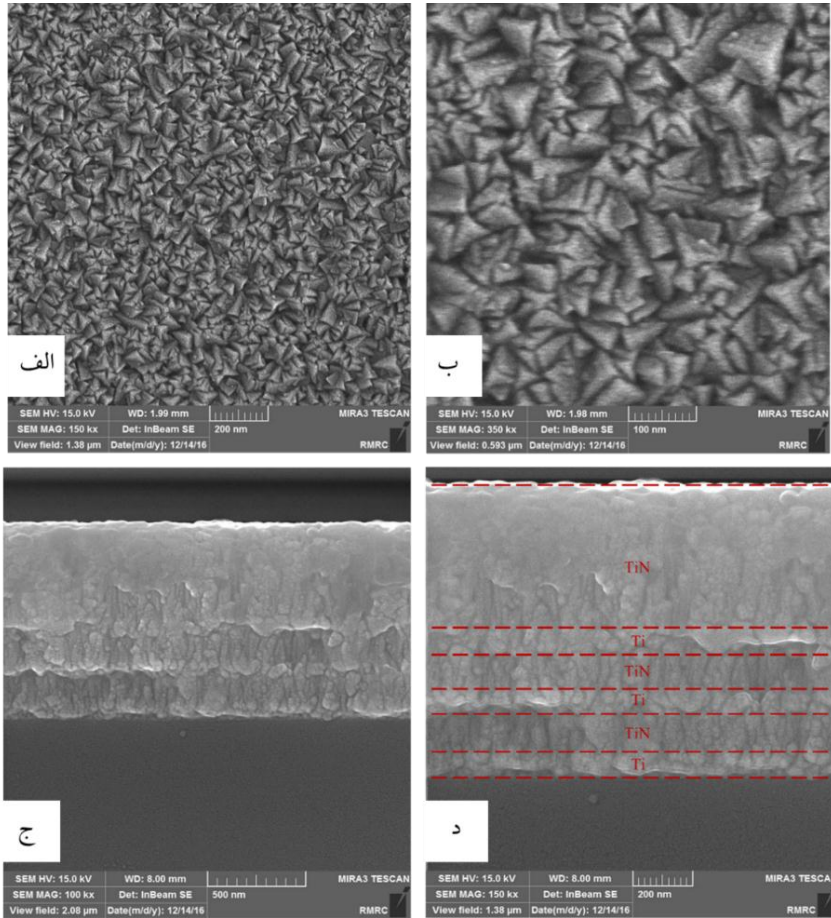 الف
SEM HV: 15.0 kV WD: 1.99 mm MIRA3 TESCAN
SEM MAG: 150 kx Det: InBeam SE 200 nm
View field: 1.38 µm Date(m/d/y): 12/14/16 RMRC
ب
SEM HV: 15.0 kV WD: 1.98 mm MIRA3 TESCAN
SEM MAG: 350 kx Det: InBeam SE 100 nm
View field: 0.593 µm Date(m/d/y): 12/14/16 RMRC
ج
SEM HV: 15.0 kV WD: 8.00 mm MIRA3 TESCAN
SEM MAG: 100 kx Det: InBeam SE 500 nm
View field: 2.08 µm Date(m/d/y): 12/14/16 RMRC
TiN
Ti
TiN
Ti
TiN
Ti
د
SEM HV: 15.0 kV WD: 8.00 mm MIRA3 TESCAN
SEM MAG: 150 kx Det: InBeam SE 200 nm
View field: 1.38 µm Date(m/d/y): 12/14/16 RMRC